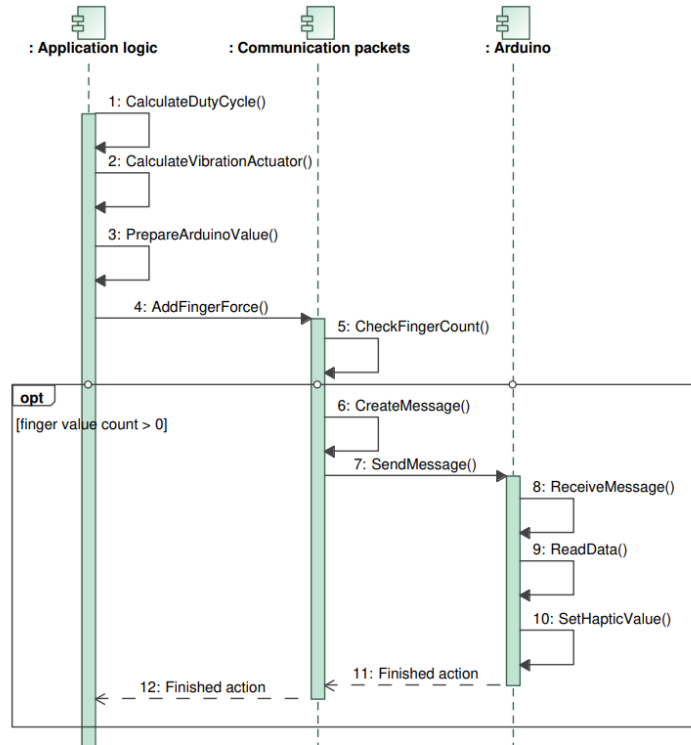 : Application logic
: Communication packets
: Arduino
1: CalculateDutyCycle()
2: CalculateVibrationActuator()
3: PrepareArduinoValue()
4: AddFingerForce()
5: CheckFingerCount()
opt
[finger value count > 0]
6: CreateMessage()
7: SendMessage()
8: ReceiveMessage()
9: ReadData()
10: SetHapticValue()
11: Finished action
12: Finished action